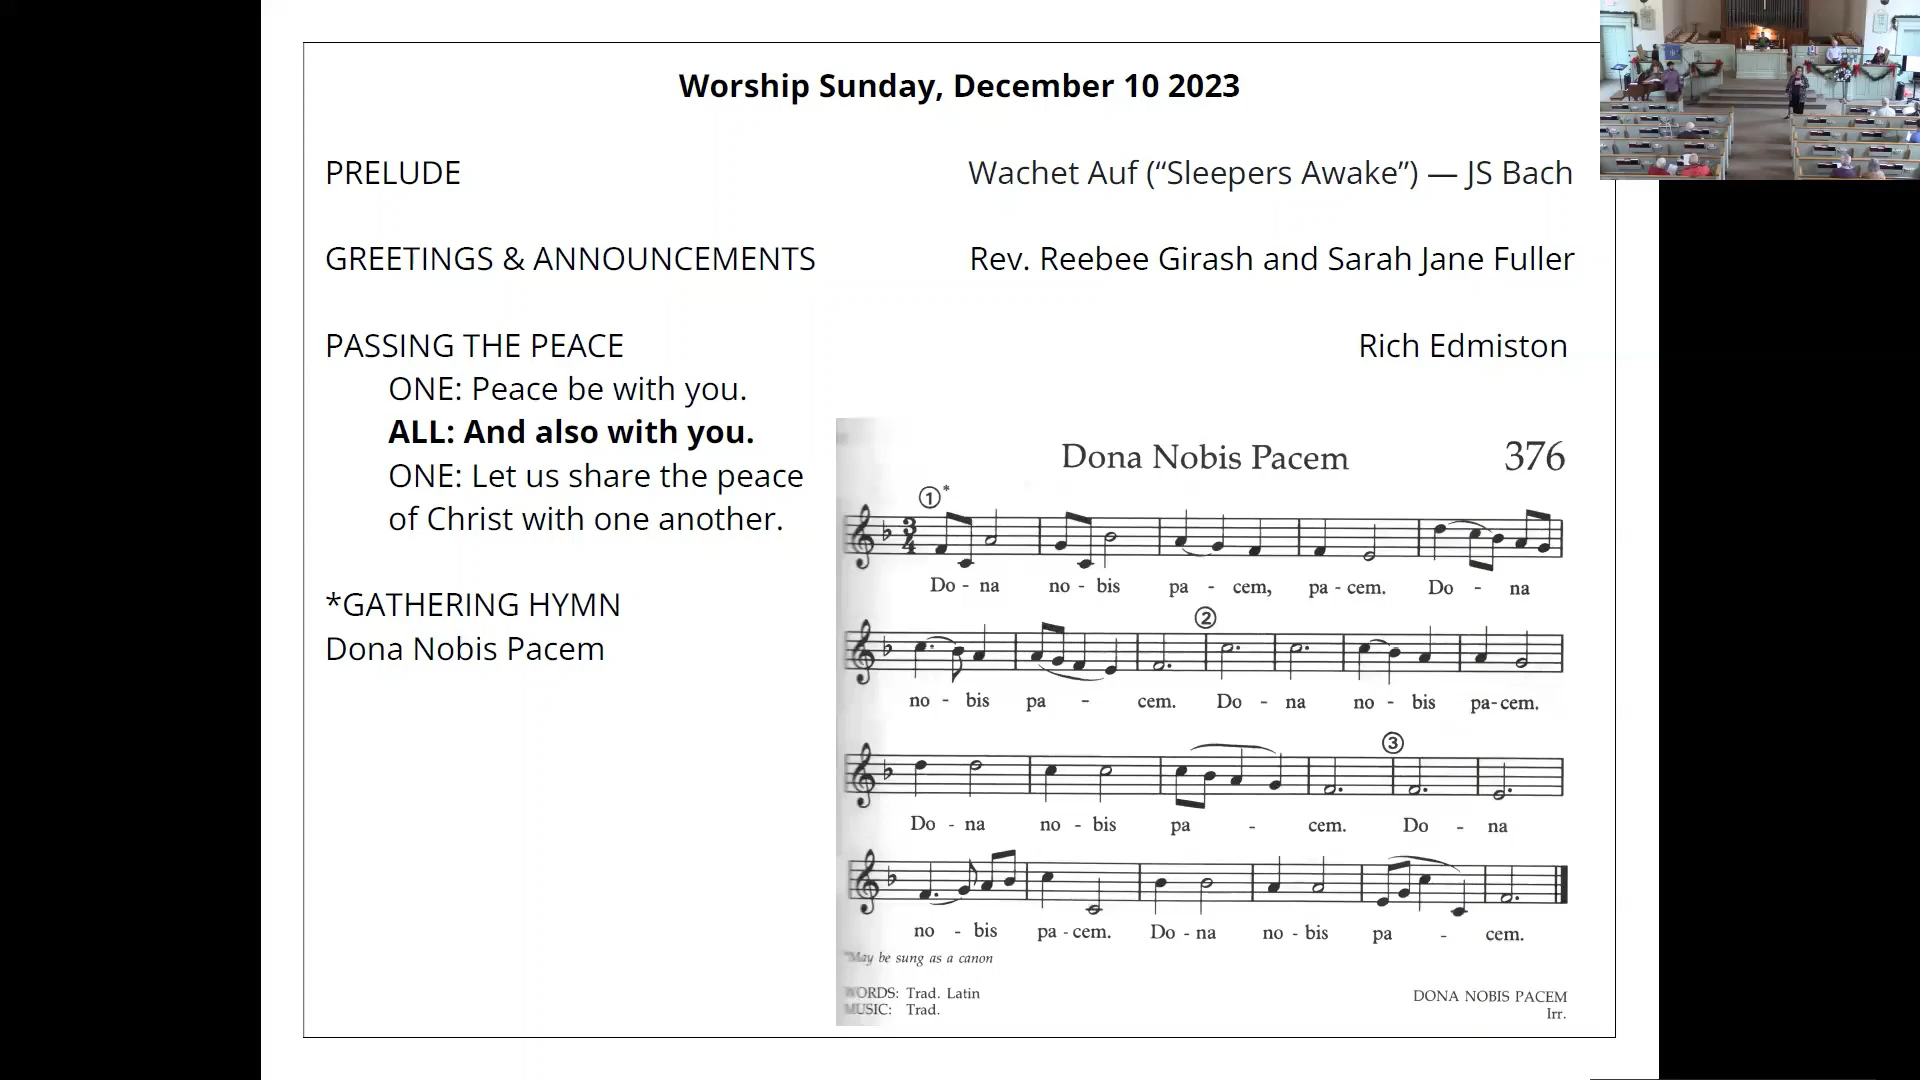 Worship Sunday, December 10 2023
PRELUDE Wachet Auf (“Sleepers Awake”) — JS Bach
GREETINGS & ANNOUNCEMENTS Rev. Reebee Girash and Sarah Jane Fuller
PASSING THE PEACE Rich Edmiston
ONE: Peace be with you.
ALL: And also with you.
ONE: Let us share the peace
of Christ with one another.
*GATHERING HYMN
Dona Nobis Pacem
Dona Nobis Pacem 376
1*
3
4
Do - na no - bis pa - cem, pa - cem. Do - na
2
no - bis pa - cem. Do - na no - bis pa - cem.
3
Do - na no - bis pa - cem. Do - na
no - bis pa - cem. Do - na no - bis pa - cem.
*May be sung as a canon
WORDS: Trad. Latin
MUSIC: Trad.
DONA NOBIS PACEM
Irr.